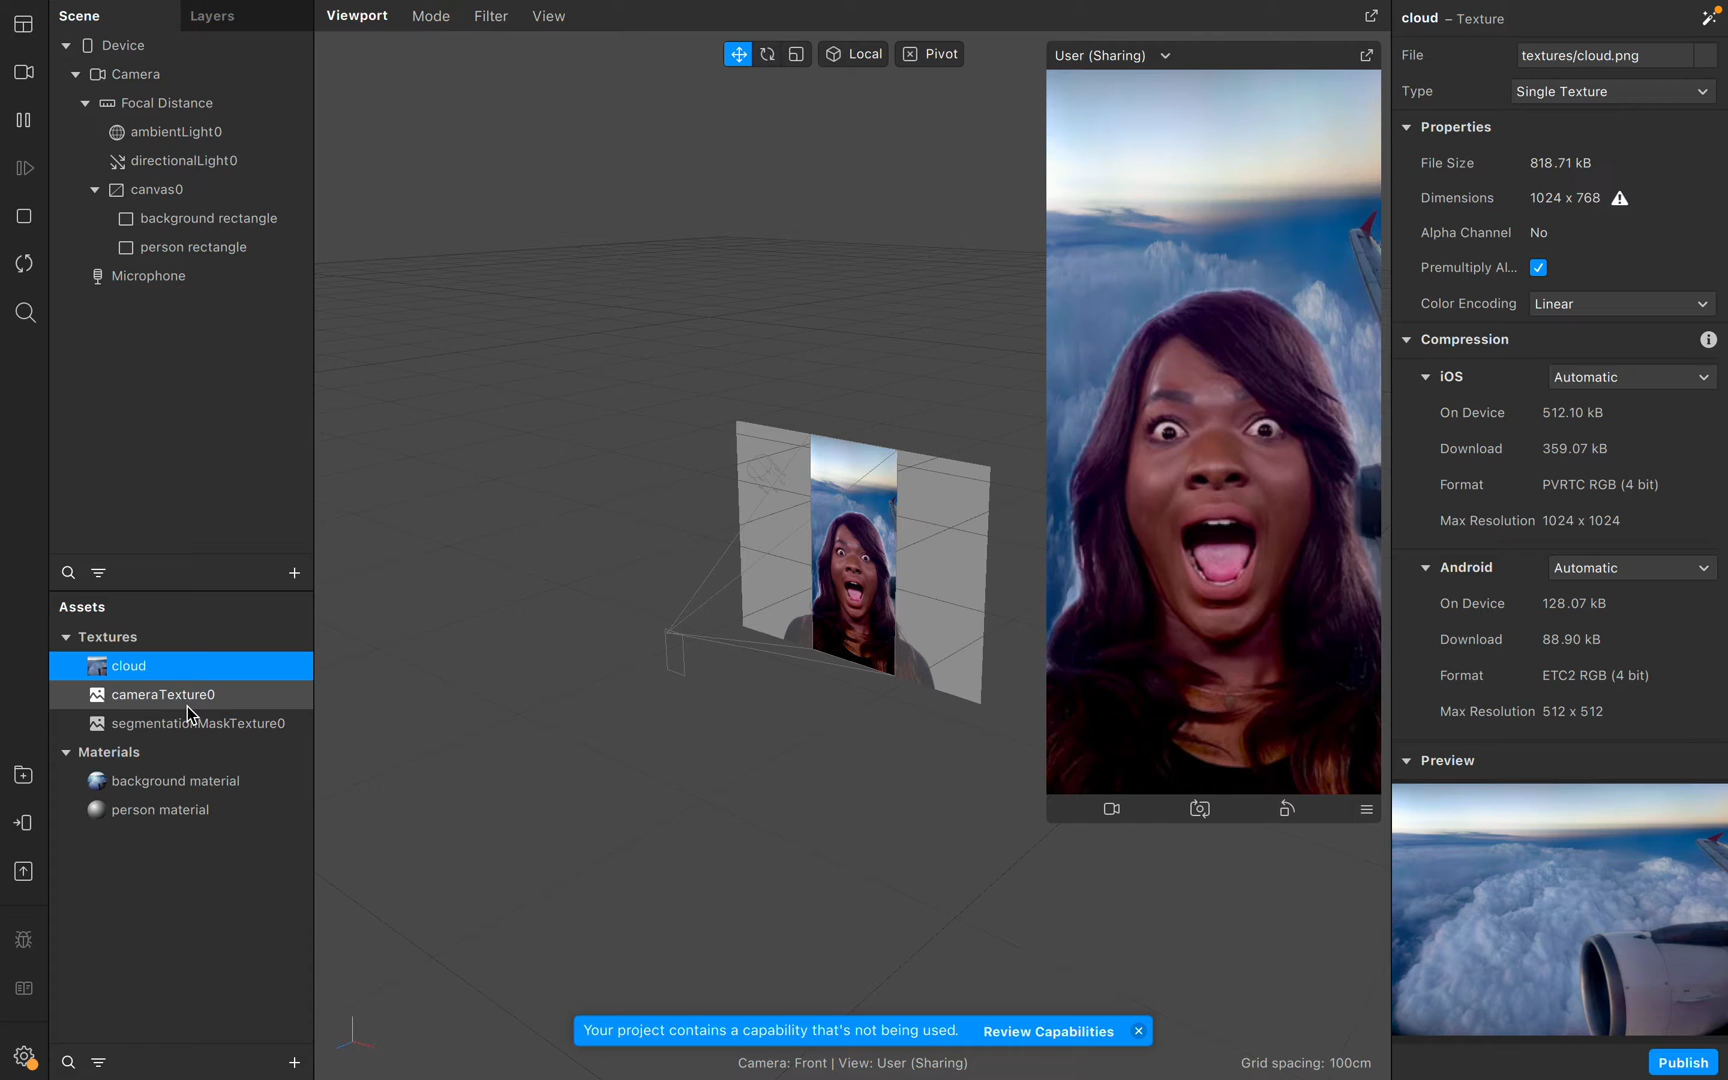 Scene
Layers
Device
Camera
Focal Distance
ambientLight0
directionalLight0
canvas0
background rectangle
person rectangle
Microphone
Assets
Textures
cloud
cameraTexture0
segmentationMaskTexture0
Materials
background material
person material
Viewport Mode Filter View
Local Pivot
User (Sharing)
Your project contains a capability that's not being used. Review Capabilities
Camera: Front | View: User (Sharing)
Grid spacing: 100cm
cloud – Texture
File textures/cloud.png
Type Single Texture
Properties
File Size 818.71 kB
Dimensions 1024 x 768
Alpha Channel No
Premultiply Al...
Color Encoding Linear
Compression
iOS Automatic
On Device 512.10 kB
Download 359.07 kB
Format PVRTC RGB (4 bit)
Max Resolution 1024 x 1024
Android Automatic
On Device 128.07 kB
Download 88.90 kB
Format ETC2 RGB (4 bit)
Max Resolution 512 x 512
Preview
Publish